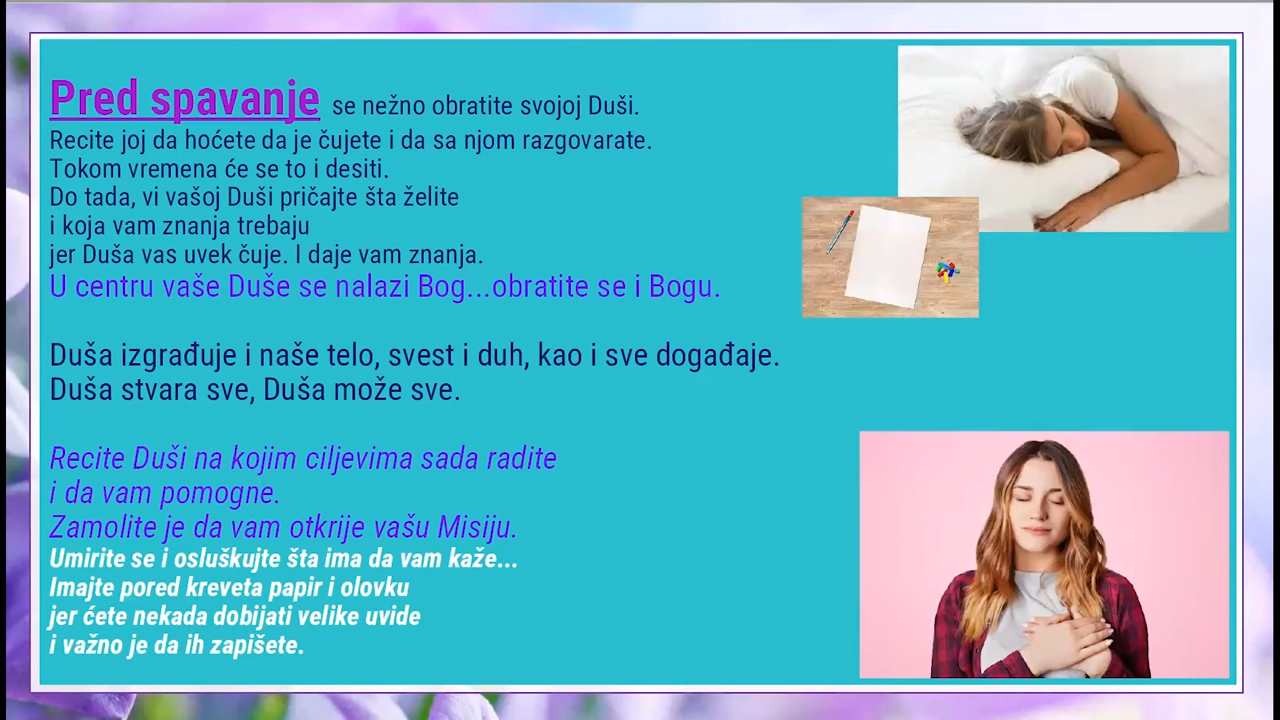 Pred spavanje se nežno obratite svojoj Duši.
Recite joj da hoćete da je čujete i da sa njom razgovarate.
Tokom vremena će se to i desiti.
Do tada, vi vašoj Duši pričajte šta želite
i koja vam znanja trebaju
jer Duša vas uvek čuje. I daje vam znanja.
U centru vaše Duše se nalazi Bog...obratite se i Bogu.
Duša izgrađuje i naše telo, svest i duh, kao i sve događaje.
Duša stvara sve, Duša može sve.
Recite Duši na kojim ciljevima sada radite
i da vam pomogne.
Zamolite je da vam otkrije vašu Misiju.
Umirite se i osluškujte šta ima da vam kaže...
Imajte pored kreveta papir i olovku
jer ćete nekada dobijati velike uvide
i važno je da ih zapišete.